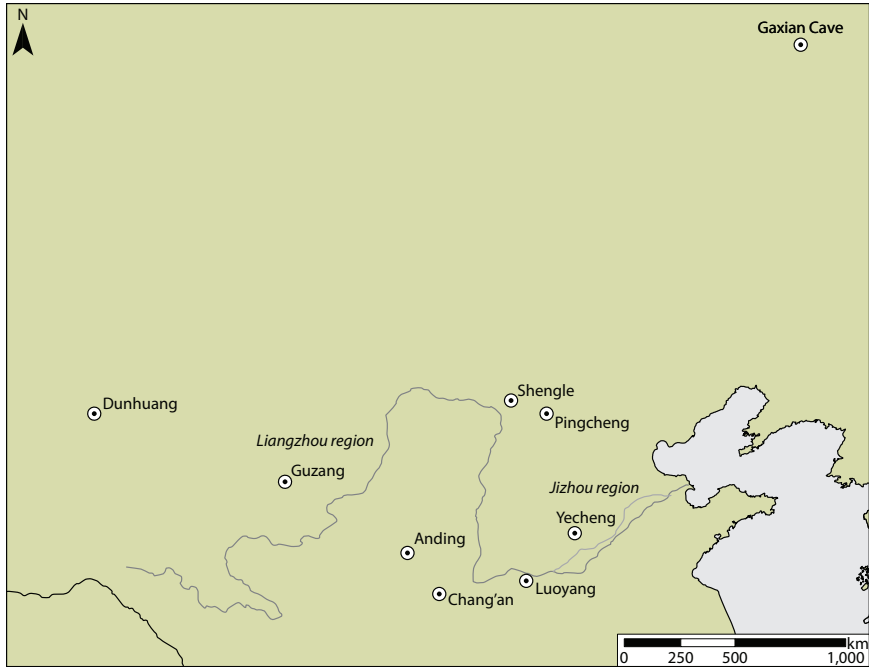 N
Gaxian Cave
Shengle
Dunhuang
Pingcheng
Liangzhou region
Guzang
Jizhou region
Yecheng
Anding
Luoyang
Chang'an
km
0 250 500 1,000